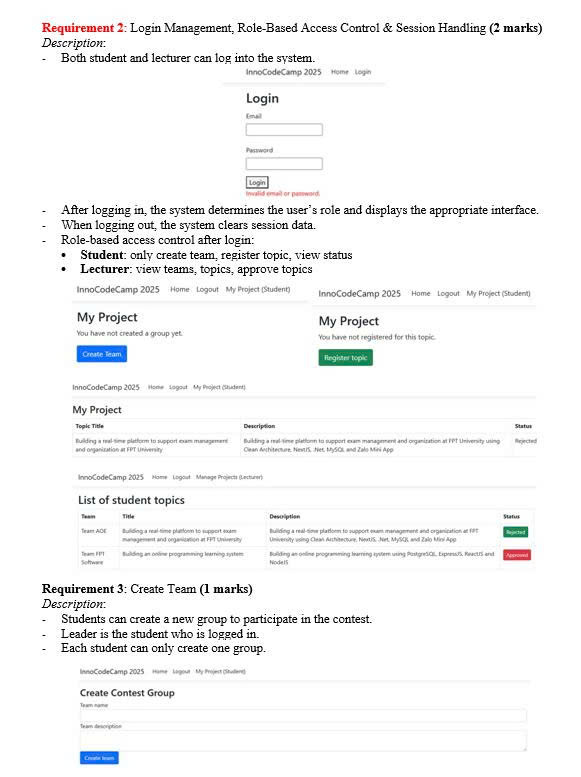 Requirement 2: Login Management, Role-Based Access Control & Session Handling (2 marks)
Description:
- Both student and lecturer can log into the system.
InnoCodeCamp 2025 Home Login
Login
Email
Password
Login
Invalid email or password.
- After logging in, the system determines the user's role and displays the appropriate interface.
- When logging out, the system clears session data.
- Role-based access control after login:
• Student: only create team, register topic, view status
• Lecturer: view teams, topics, approve topics
InnoCodeCamp 2025 Home Logout My Project (Student)
My Project
You have not created a group yet.
Create Team
InnoCodeCamp 2025 Home Logout My Project (Student)
My Project
You have not registered for this topic.
Register topic
InnoCodeCamp 2025 Home Logout My Project (Student)
My Project
Topic Title Description Status
Building a real-time platform to support exam management Building a real-time platform to support exam management and organization at FPT University using Rejected
and organization at FPT University Clean Architecture, NextJS, .Net, MySQL and Zalo Mini App
InnoCodeCamp 2025 Home Logout Manage Projects (Lecturer)
List of student topics
Team Title Description Status
Team AOE Building a real-time platform to support exam Building a real-time platform to support exam management and organization at FPT Rejected
management and organization at FPT University University using Clean Architecture, NextJS, .Net, MySQL and Zalo Mini App
Team FPT Building an online programming learning system Building an online programming learning system using PostgreSQL, ExpressJS, ReactJS and Approved
Software NodeJS
Requirement 3: Create Team (1 marks)
Description:
- Students can create a new group to participate in the contest.
- Leader is the student who is logged in.
- Each student can only create one group.
InnoCodeCamp 2025 Home Logout My Project (Student)
Create Contest Group
Team name
Team description
Create team